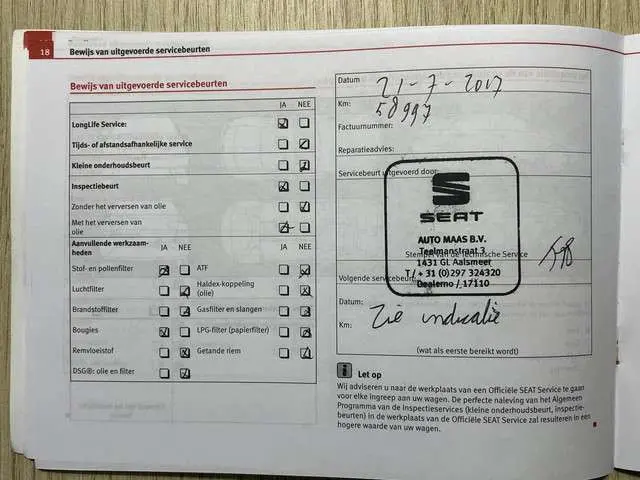 18
Bewijs van uitgevoerde servicebeurten
Bewijs van uitgevoerde servicebeurten
JA NEE
LongLife Service:
Tijds- of afstandsafhankelijke service
Kleine onderhoudsbeurt
Inspectiebeurt
Zonder het verversen van olie
Met het verversen van
olie
Aanvullende werkzaam-
heden
JA NEE
JA NEE
Stof- en pollenfilter
ATF
Luchtfilter
Haldex-koppeling
(olie)
Brandstoffilter
Gasfilter en slangen
Bougies
LPG-filter (papierfilter)
Remvloeistof
Getande riem
DSG®: olie en filter
Datum
21-7-2017
Km:
58997
Factuurnummer:
Reparatieadvies:
Servicebeurt uitgevoerd door:
SEAT
AUTO MAAS B.V.
Teelmanstraat 3
Stempel van de Technische Service
1431 GL Aalsmeer
T/ + 31 (0)297 324320
Volgende servicebeurt:
Dealerno / 17110
Datum:
Zie indicatie
Km:
(wat als eerste bereikt wordt)
i Let op
Wij adviseren u naar de werkplaats van een Officiële SEAT Service te gaan
voor elke ingreep aan uw wagen. De perfecte naleving van het Algemeen
Programma van de Inspectieservices (kleine onderhoudsbeurt, inspectie-
beurten) in de werkplaats van de Officiële SEAT Service zal resulteren in een
hogere waarde van uw wagen.